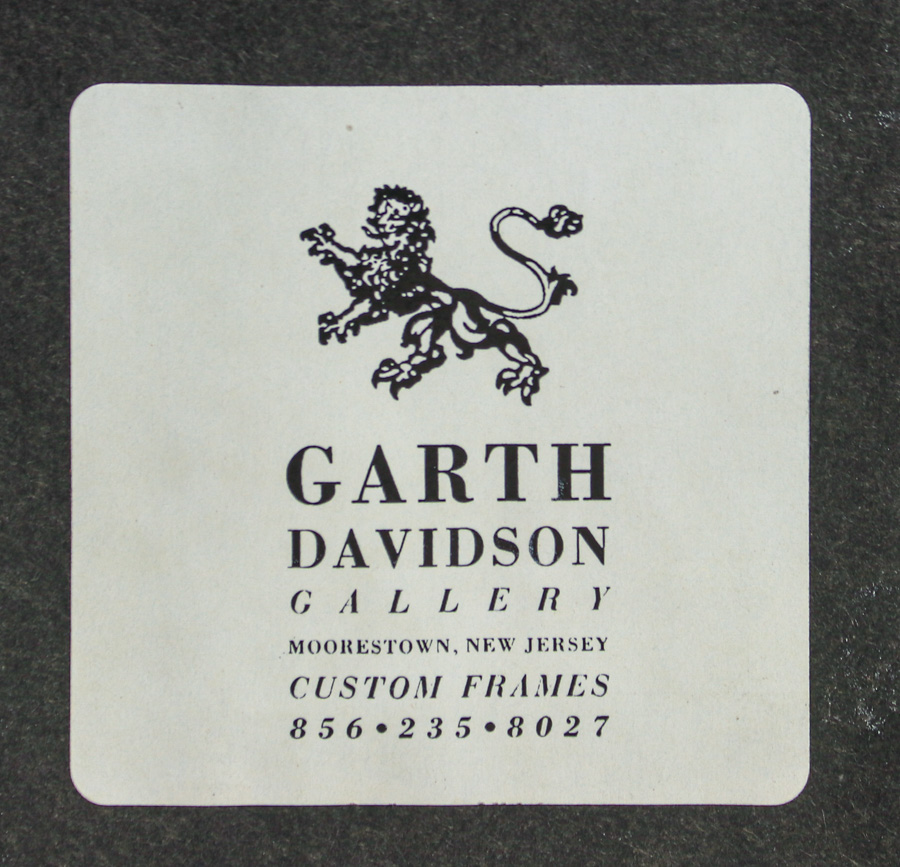 GARTH
DAVIDSON
GALLERY
MOORESTOWN, NEW JERSEY
CUSTOM FRAMES
856•235•8027